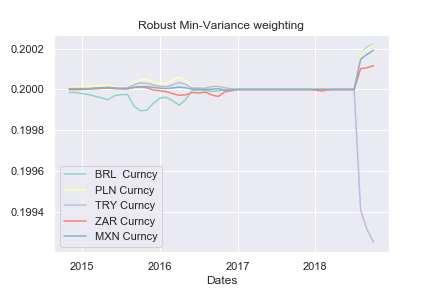 Robust Min-Variance weighting
0.2002
0.2000
0.1998
0.1996
0.1994
BRL  Curncy
PLN Curncy
TRY Curncy
ZAR Curncy
MXN Curncy
2015 2016 2017 2018
Dates